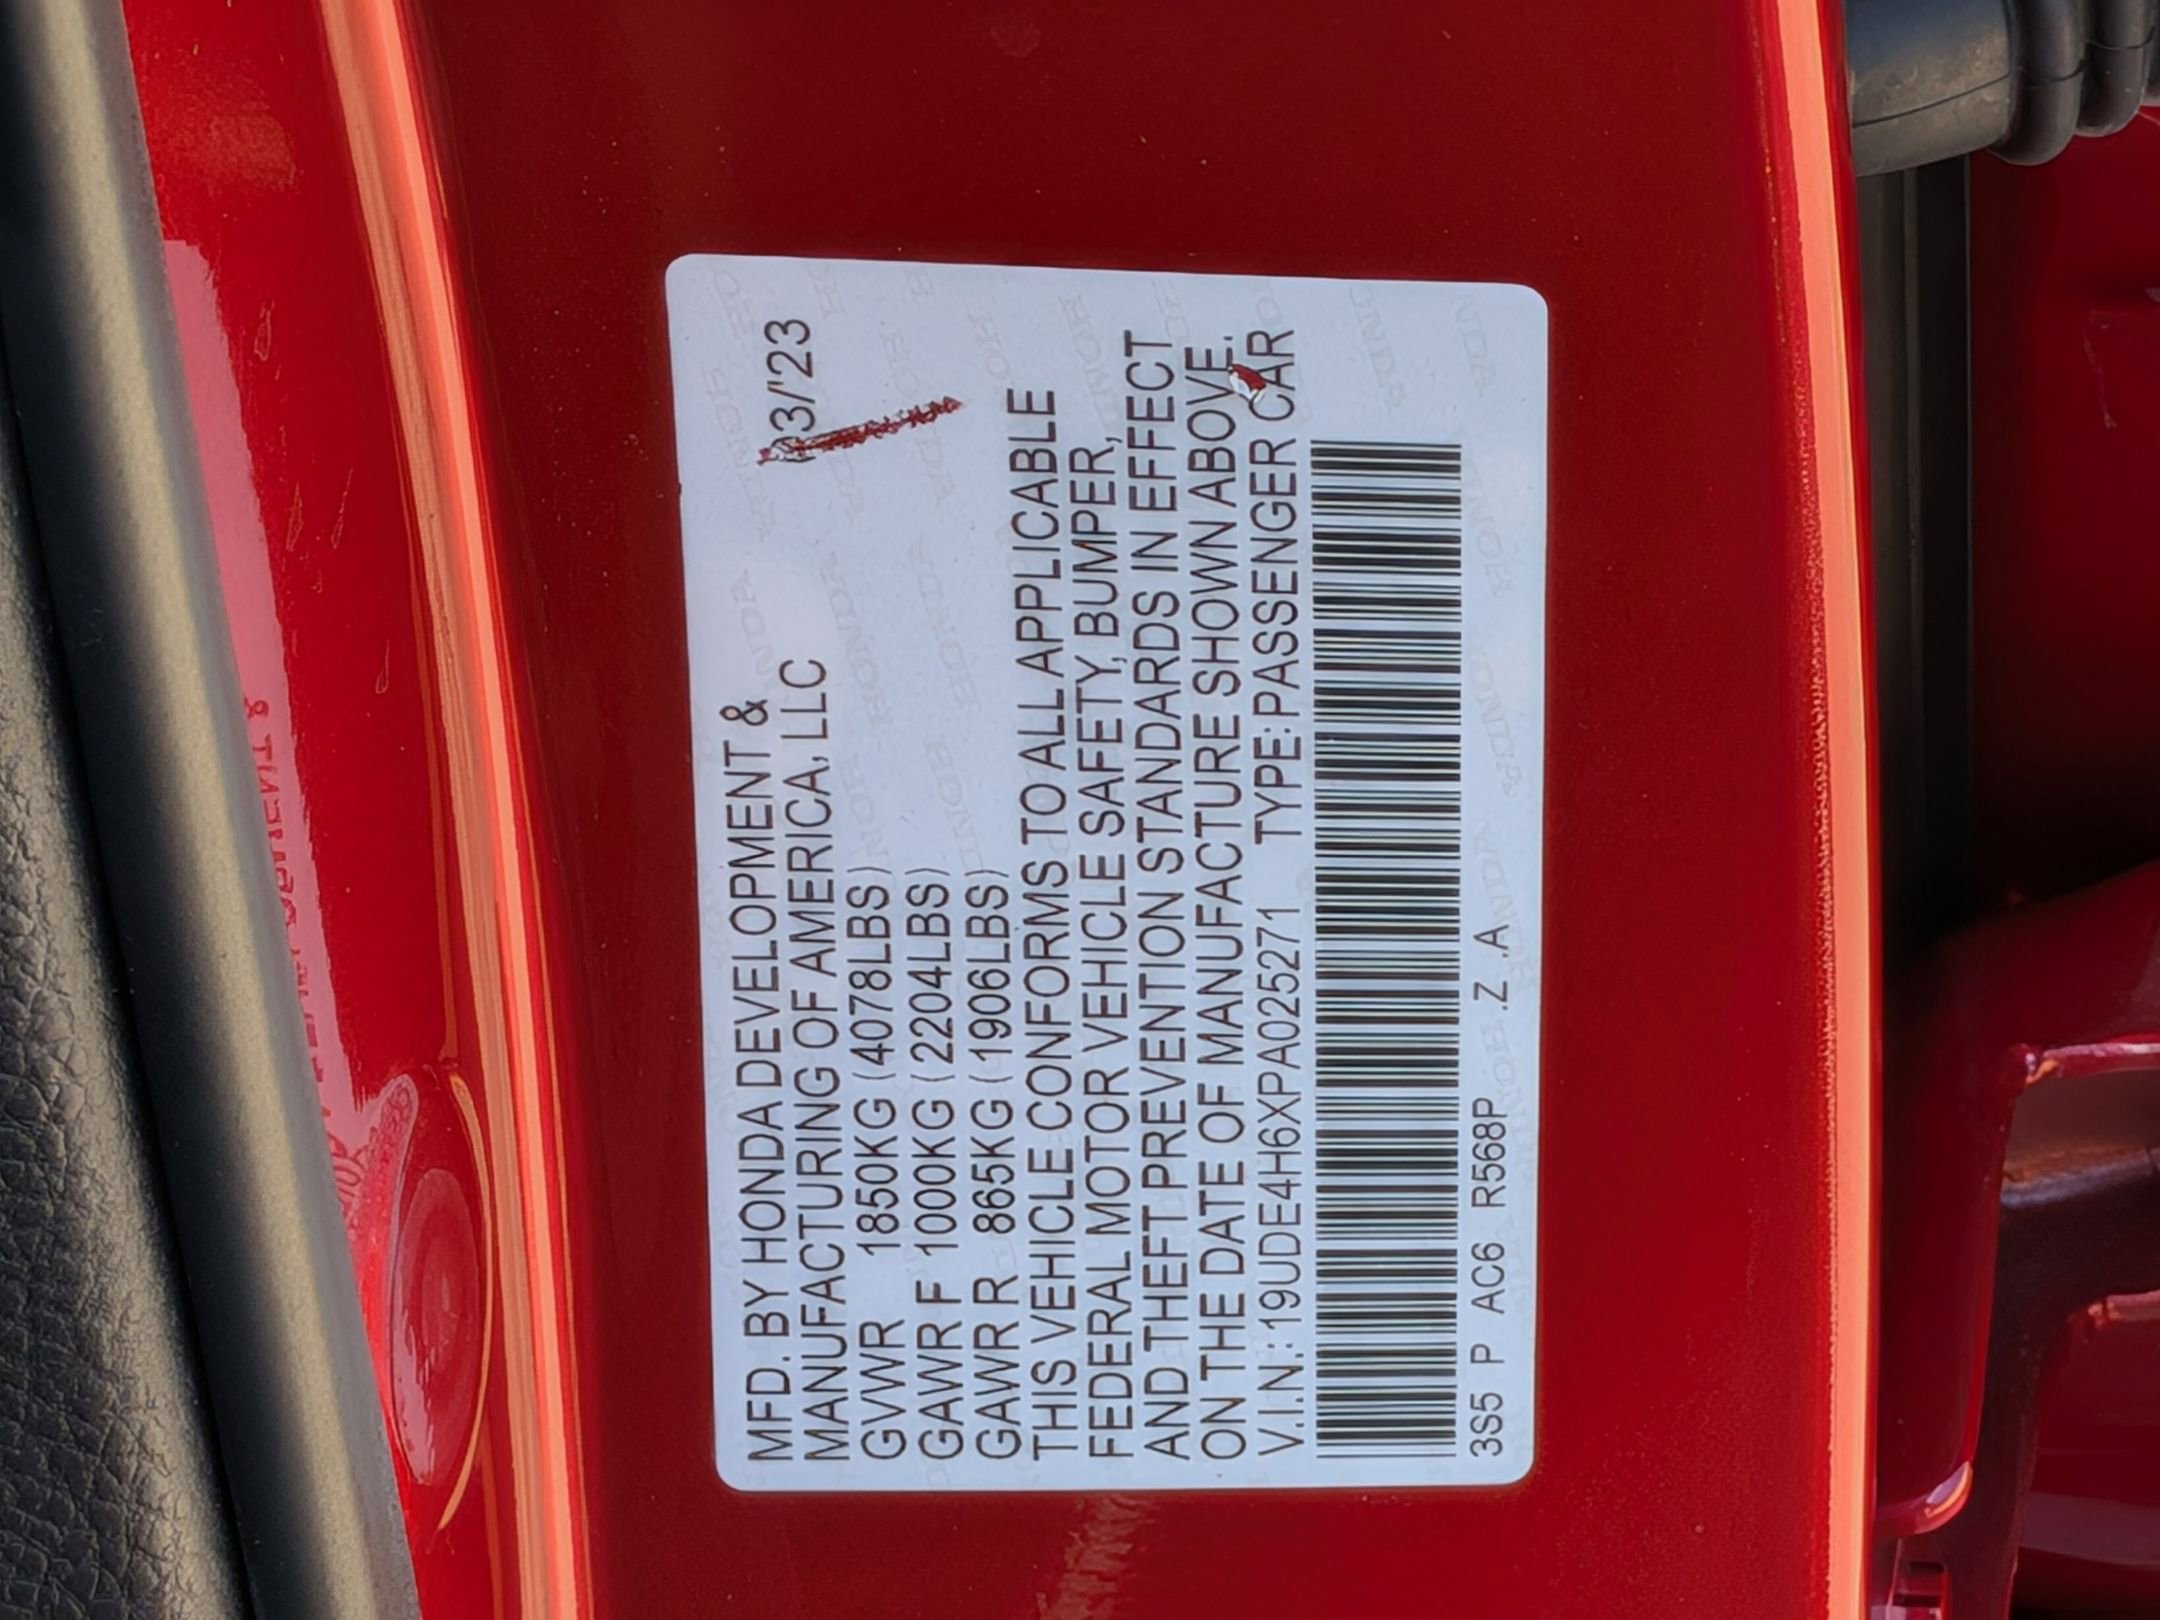 MFD. BY HONDA DEVELOPMENT &
MANUFACTURING OF AMERICA, LLC 03/'23
GVWR 1850KG (4078LBS)
GAWR F 1000KG (2204LBS)
GAWR R 865KG (1906LBS)
THIS VEHICLE CONFORMS TO ALL APPLICABLE
FEDERAL MOTOR VEHICLE SAFETY, BUMPER,
AND THEFT PREVENTION STANDARDS IN EFFECT
ON THE DATE OF MANUFACTURE SHOWN ABOVE.
V.I.N.: 19UDE4H6XPA025271 TYPE: PASSENGER CAR
3S5 P AC6 R568P .Z .A